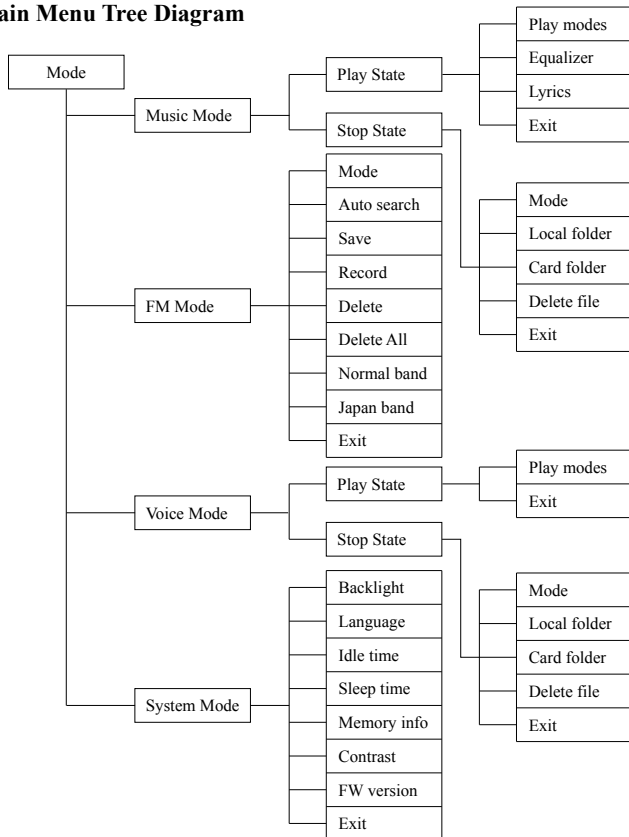 ain Menu Tree Diagram
Mode
Music Mode
Play State
Play modes
Equalizer
Lyrics
Exit
Stop State
Mode
Local folder
Card folder
Delete file
Exit
FM Mode
Mode
Auto search
Save
Record
Delete
Delete All
Normal band
Japan band
Exit
Voice Mode
Play State
Play modes
Exit
Stop State
Mode
Local folder
Card folder
Delete file
Exit
System Mode
Backlight
Language
Idle time
Sleep time
Memory info
Contrast
FW version
Exit